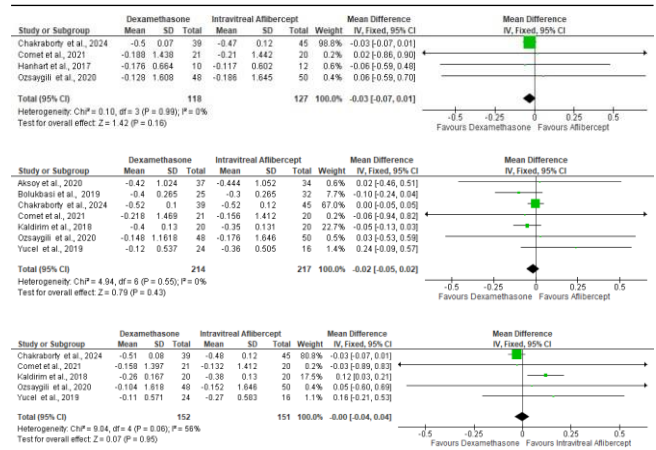 Dexamethasone Intravitreal Aflibercept Mean Difference Mean Difference
Study or Subgroup Mean SD Total Mean SD Total Weight IV, Fixed, 95% CI IV, Fixed, 95% CI
Chakraborty et al., 2024 -0.5 0.07 39 -0.47 0.12 45 98.8% -0.03 [-0.07, 0.01]
Comet et al., 2021 -0.188 1.438 21 -0.21 1.442 20 0.02 [-0.86, 0.90]
Hanhart et al., 2017 -0.176 0.664 10 -0.117 0.602 12 -0.06 [-0.59, 0.48]
Ozsaygili et al., 2020 -0.128 1.608 48 -0.186 1.645 50 0.06 [-0.59, 0.70]
Total (95% CI) 118 127 100.0% -0.03 [-0.07, 0.01]
Heterogeneity: Chi² = 0.10, df = 3 (P = 0.99); I² = 0%
Test for overall effect: Z = 1.42 (P = 0.16)
-0.5 -0.25 0 0.25 0.5
Favours Dexamethasone Favours Aflibercept
Dexamethasone Intravitreal Aflibercept Mean Difference Mean Difference
Study or Subgroup Mean SD Total Mean SD Total Weight IV, Fixed, 95% CI IV, Fixed, 95% CI
Aksoy et al., 2020 -0.42 1.024 37 -0.444 1.052 34 0.6% 0.02 [-0.46, 0.51]
Bolukbasi et al., 2019 -0.4 0.265 25 -0.3 0.265 32 7.7% -0.10 [-0.24, 0.04]
Chakraborty et al., 2024 -0.52 0.1 39 -0.52 0.12 45 67.0% 0.00 [-0.05, 0.05]
Comet et al., 2021 -0.218 1.469 21 -0.156 1.412 20 -0.06 [-0.94, 0.82]
Kaldirim et al., 2018 -0.4 0.13 20 -0.35 0.131 20 -0.05 [-0.13, 0.03]
Ozsaygili et al., 2020 -0.148 1.1618 48 -0.176 1.646 50 0.03 [-0.53, 0.59]
Yucel et al., 2019 -0.12 0.537 24 -0.36 0.505 16 0.24 [-0.09, 0.57]
Total (95% CI) 214 217 100.0% -0.02 [-0.05, 0.02]
Heterogeneity: Chi² = 4.94, df = 6 (P = 0.55); I² = 0%
Test for overall effect: Z = 0.79 (P = 0.43)
-0.5 -0.25 0 0.25 0.5
Favours Dexamethasone Favours Aflibercept
Dexamethasone Intravitreal Aflibercept Mean Difference Mean Difference
Study or Subgroup Mean SD Total Mean SD Total Weight IV, Fixed, 95% CI IV, Fixed, 95% CI
Chakraborty et al., 2024 -0.51 0.08 39 -0.48 0.12 45 80.8% -0.03 [-0.07, 0.01]
Comet et al., 2021 -0.158 1.397 21 -0.132 1.412 20 -0.03 [-0.89, 0.83]
Kaldirim et al., 2018 -0.26 0.167 20 -0.38 0.13 20 17.4% 0.12 [0.03, 0.21]
Ozsaygili et al., 2020 -0.104 1.618 48 -0.152 1.646 50 0.05 [-0.60, 0.69]
Yucel et al., 2019 -0.11 0.571 24 -0.27 0.583 16 1.1% 0.16 [-0.21, 0.53]
Total (95% CI) 152 151 100.0% -0.00 [-0.04, 0.04]
Heterogeneity: Chi² = 9.04, df = 4 (P = 0.06); I² = 56%
Test for overall effect: Z = 0.07 (P = 0.95)
-0.5 -0.25 0 0.25 0.5
Favours Dexamethasone Favours Intravitreal Aflibercept